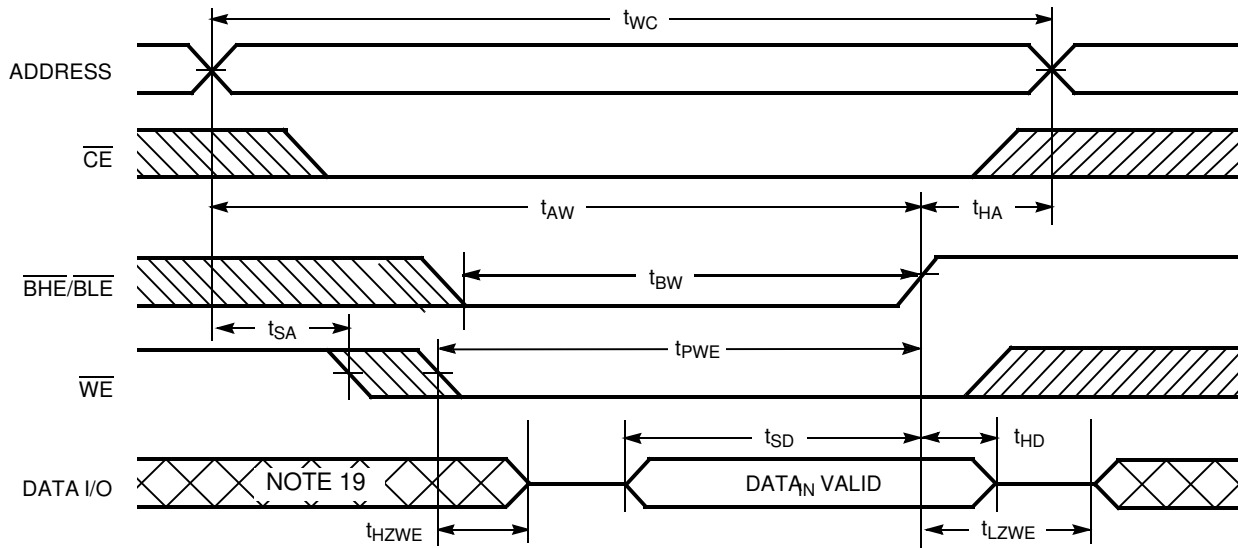 tWC
ADDRESS
CE
tAW
tHA
BHE/BLE
tBW
tSA
tPWE
WE
tSD
tHD
DATA I/O
NOTE 19
DATAIN VALID
tHZWE
tLZWE